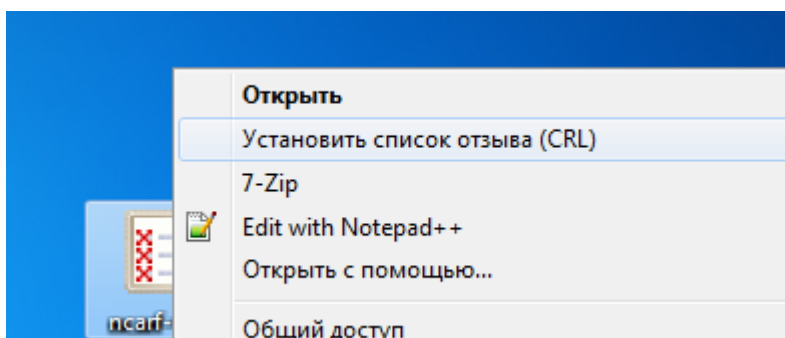 Открыть
Установить список отзыва (CRL)
7-Zip
Edit with Notepad++
Открыть с помощью...
ncarf-
Общий доступ